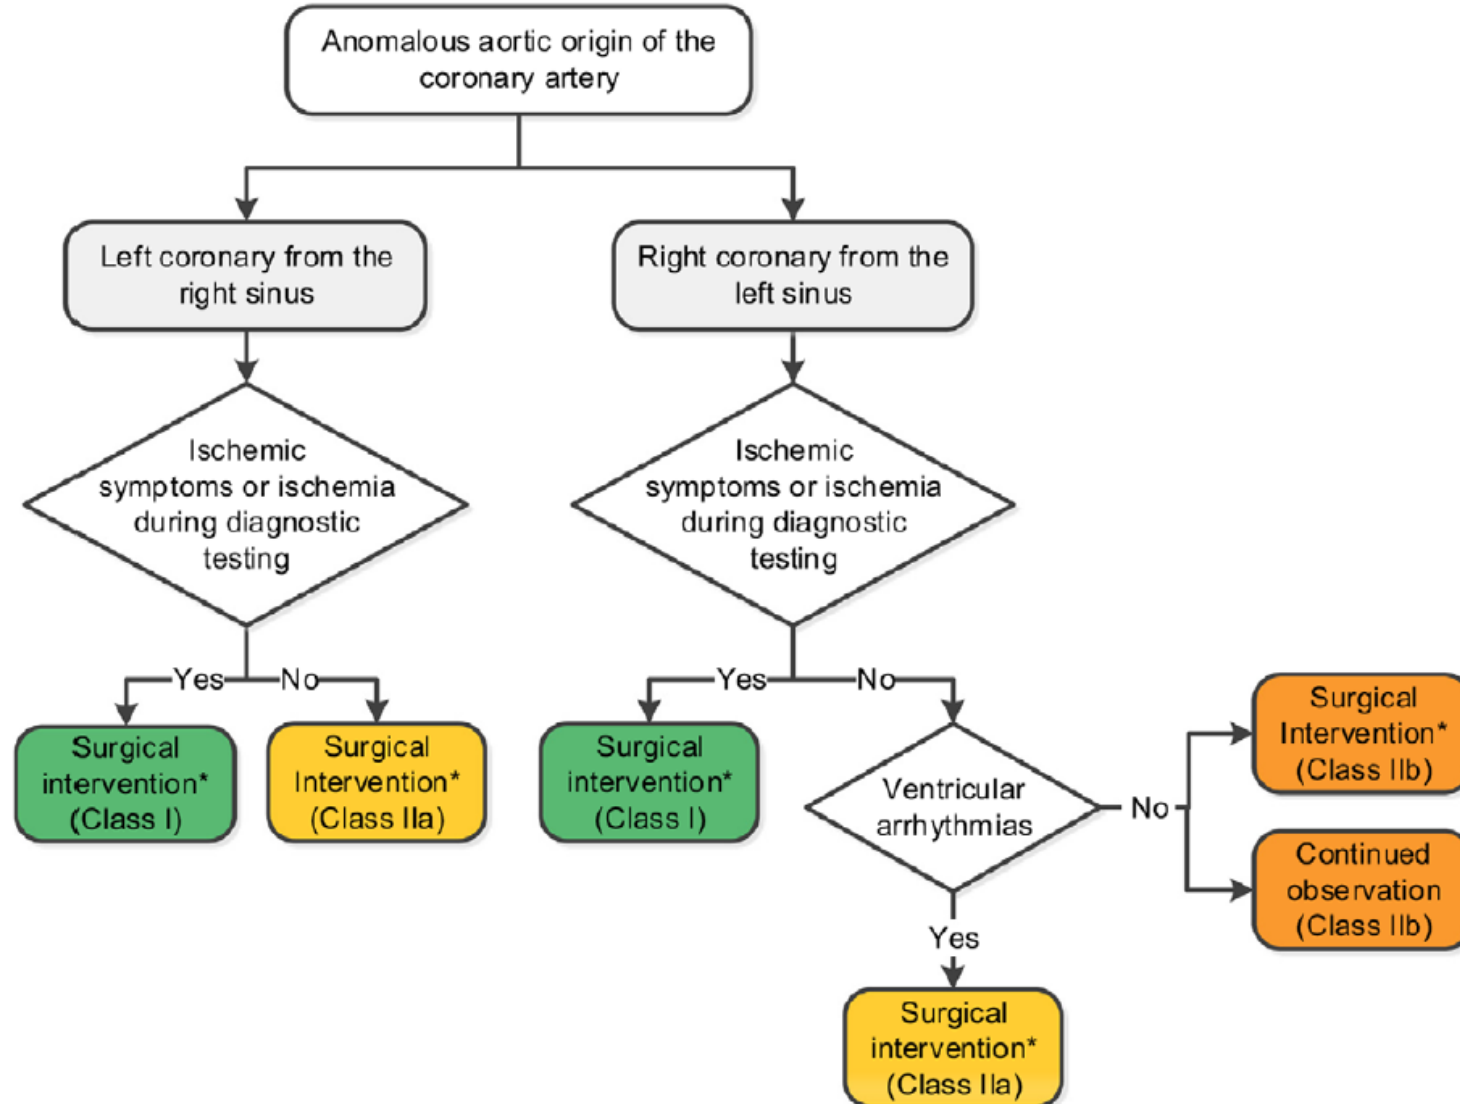 Anomalous aortic origin of the
coronary artery
Left coronary from the
right sinus
Right coronary from the
left sinus
Ischemic
symptoms or ischemia
during diagnostic
testing
Ischemic
symptoms or ischemia
during diagnostic
testing
Yes
No
Yes
No
Surgical
intervention*
(Class I)
Surgical
Intervention*
(Class IIa)
Surgical
intervention*
(Class I)
Ventricular
arrhythmias
No
Surgical
Intervention*
(Class IIb)
Continued
observation
(Class IIb)
Yes
Surgical
intervention*
(Class IIa)